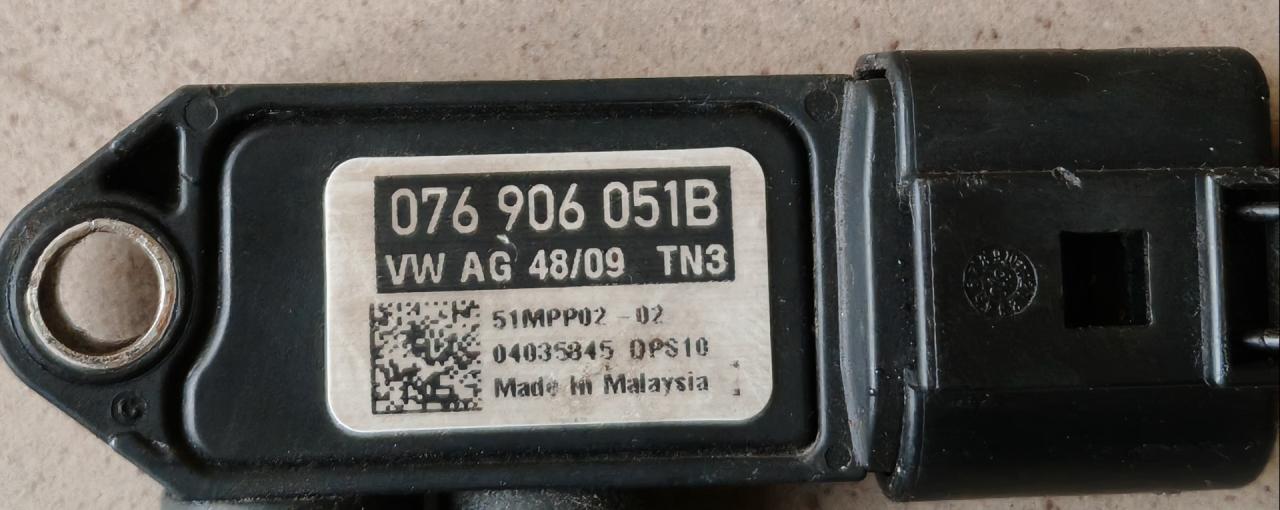 076 906 051B
VW AG 48/09 TN3
51MPP02 -02
04035845 DPS10
Made in Malaysia